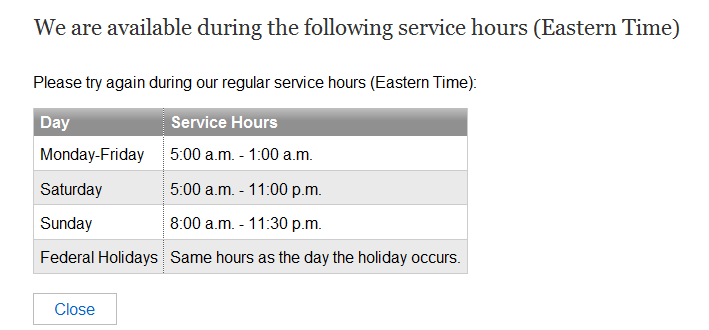 We are available during the following service hours (Eastern Time)
Please try again during our regular service hours (Eastern Time):
Day Service Hours
Monday-Friday 5:00 a.m. - 1:00 a.m.
Saturday 5:00 a.m. - 11:00 p.m.
Sunday 8:00 a.m. - 11:30 p.m.
Federal Holidays Same hours as the day the holiday occurs.
Close